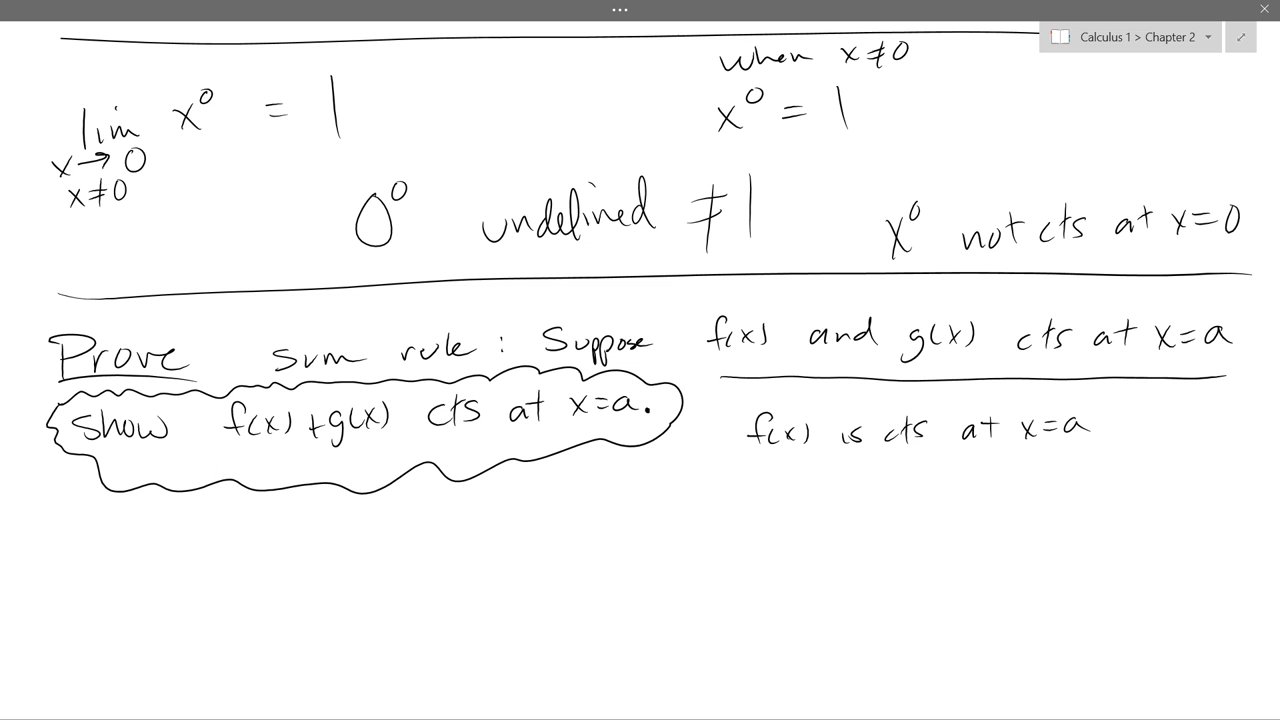 Calculus 1 > Chapter 2
when x≠0
lim x⁰ = 1
x→0
x≠0
x⁰ = 1
0⁰ undefined ≠ 1
x⁰ not cts at x=0
Prove sum rule: Suppose f(x) and g(x) cts at x=a
show f(x)+g(x) cts at x=a.
f(x) is cts at x=a